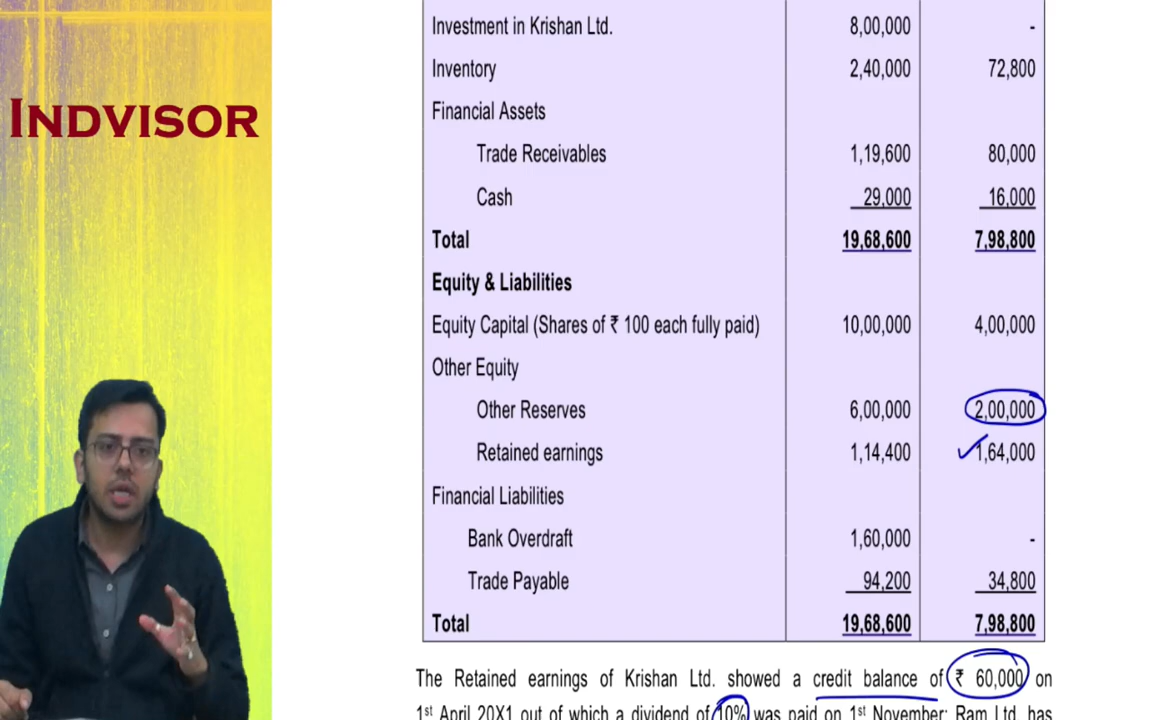 INDVISOR
Investment in Krishan Ltd. 8,00,000 -
Inventory 2,40,000 72,800
Financial Assets
Trade Receivables 1,19,600 80,000
Cash 29,000 16,000
Total 19,68,600 7,98,800
Equity & Liabilities
Equity Capital (Shares of ₹ 100 each fully paid) 10,00,000 4,00,000
Other Equity
Other Reserves 6,00,000 2,00,000
Retained earnings 1,14,400 1,64,000
Financial Liabilities
Bank Overdraft 1,60,000 -
Trade Payable 94,200 34,800
Total 19,68,600 7,98,800
The Retained earnings of Krishan Ltd. showed a credit balance of ₹ 60,000 on
1st April 20X1 out of which a dividend of 10% was paid on 1st November; Ram Ltd. has